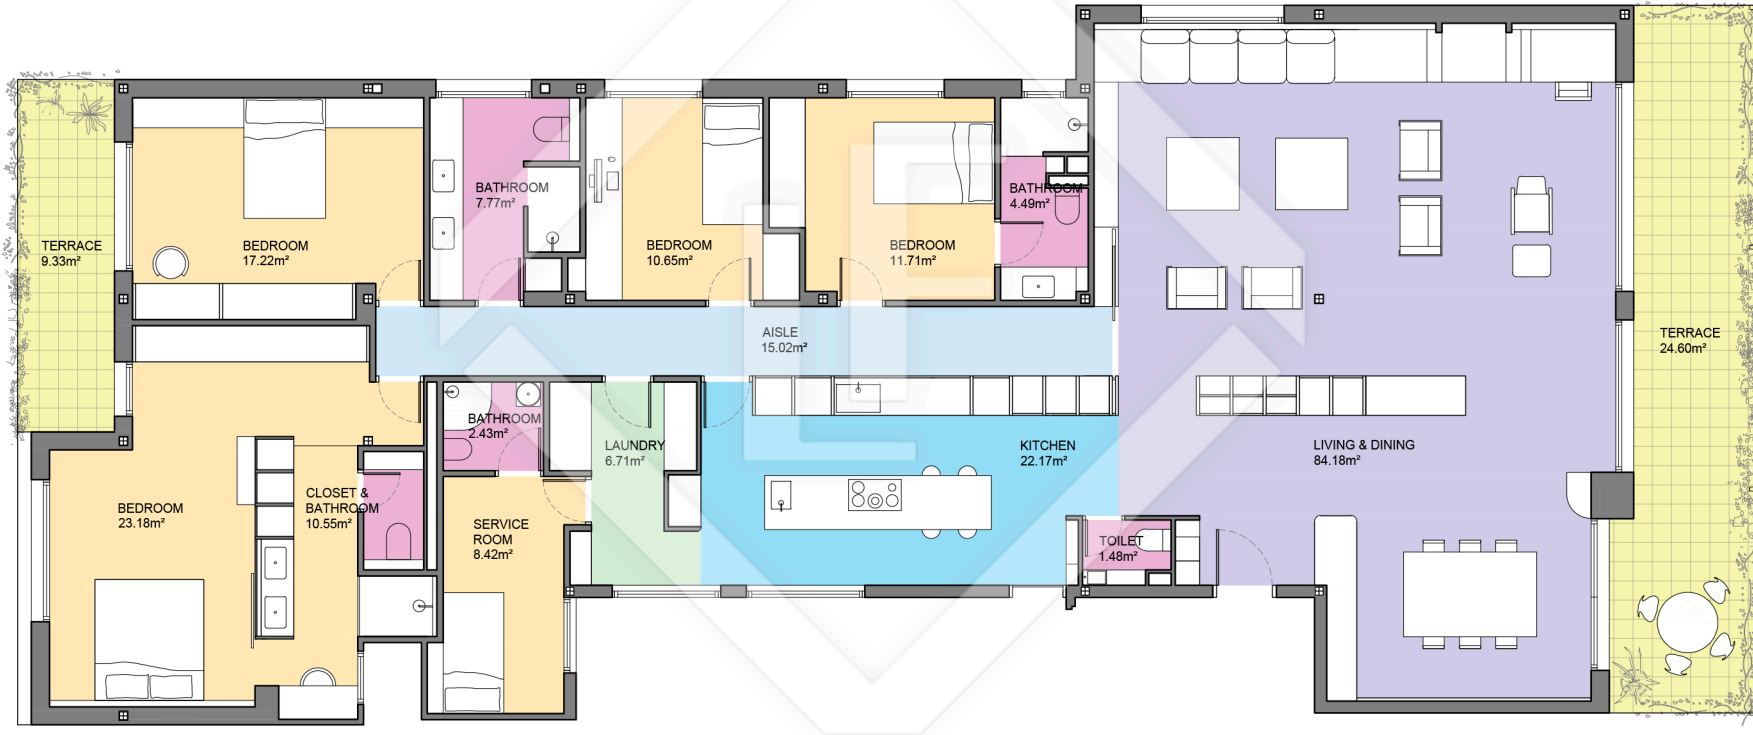 TERRACE
9.33m²
BEDROOM
17.22m²
BATHROOM
7.77m²
BEDROOM
10.65m²
BEDROOM
11.71m²
BATHROOM
4.49m²
AISLE
15.02m²
TERRACE
24.60m²
BEDROOM
23.18m²
CLOSET &
BATHROOM
10.55m²
BATHROOM
2.43m²
SERVICE
ROOM
8.42m²
LAUNDRY
6.71m²
KITCHEN
22.17m²
TOILET
1.48m²
LIVING & DINING
84.18m²